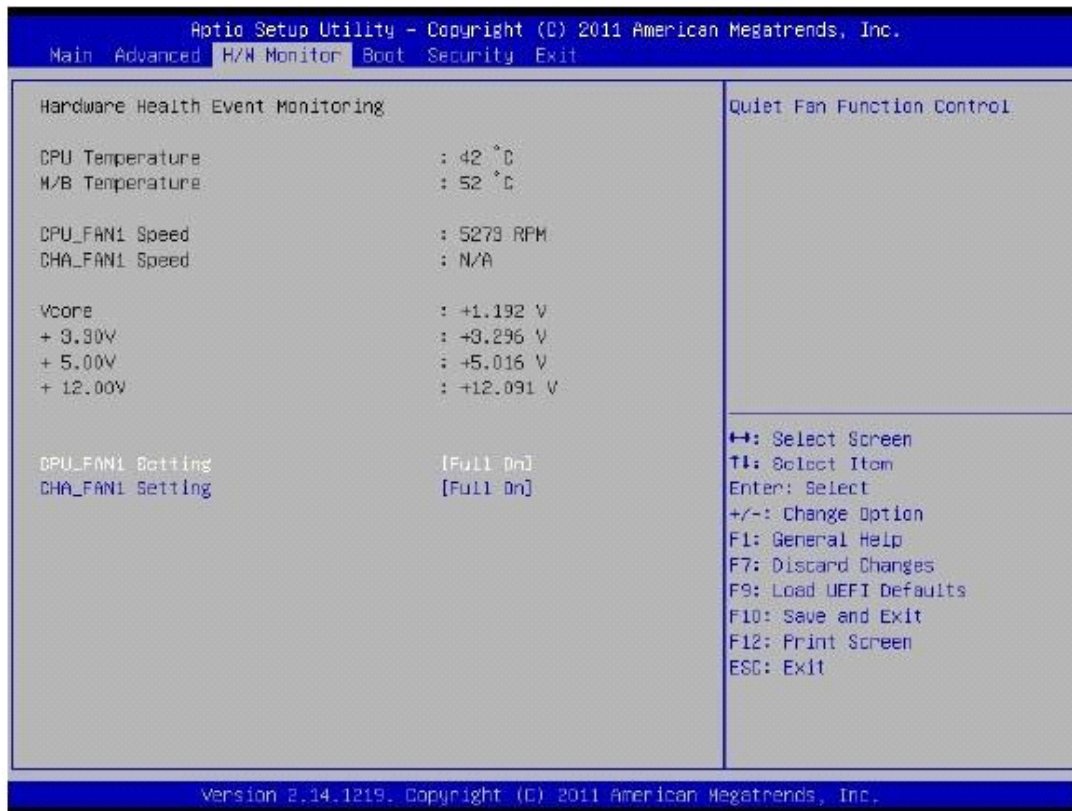 Aptio Setup Utility – Copyright (C) 2011 American Megatrends, Inc.
Main Advanced H/W Monitor Boot Security Exit
Hardware Health Event Monitoring
CPU Temperature : 42 °C
M/B Temperature : 52 °C
CPU_FAN1 Speed : 5273 RPM
CHA_FAN1 Speed : N/A
Vcore : +1.192 V
+ 3.30V : +3.296 V
+ 5.00V : +5.016 V
+ 12.00V : +12.091 V
CPU_FAN1 Setting [Full On]
CHA_FAN1 Setting [Full On]
Quiet Fan Function Control
↔: Select Screen
↑↓: Select Item
Enter: Select
+/-: Change Option
F1: General Help
F7: Discard Changes
F9: Load UEFI Defaults
F10: Save and Exit
F12: Print Screen
ESC: Exit
Version 2.14.1219. Copyright (C) 2011 American Megatrends, Inc.